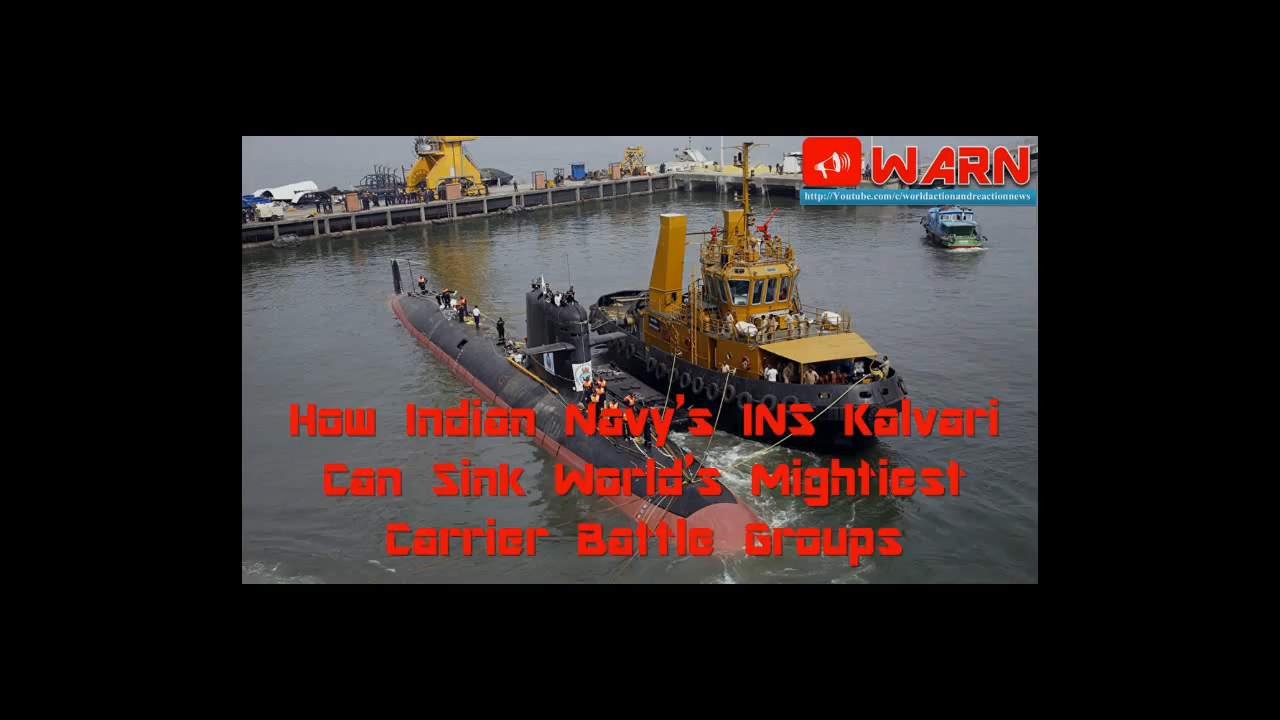 WARN
http://Youtube.com/c/worldactionandreactionnews
How Indian Navy's INS Kalvari
Can Sink World's Mightiest
Carrier Battle Groups